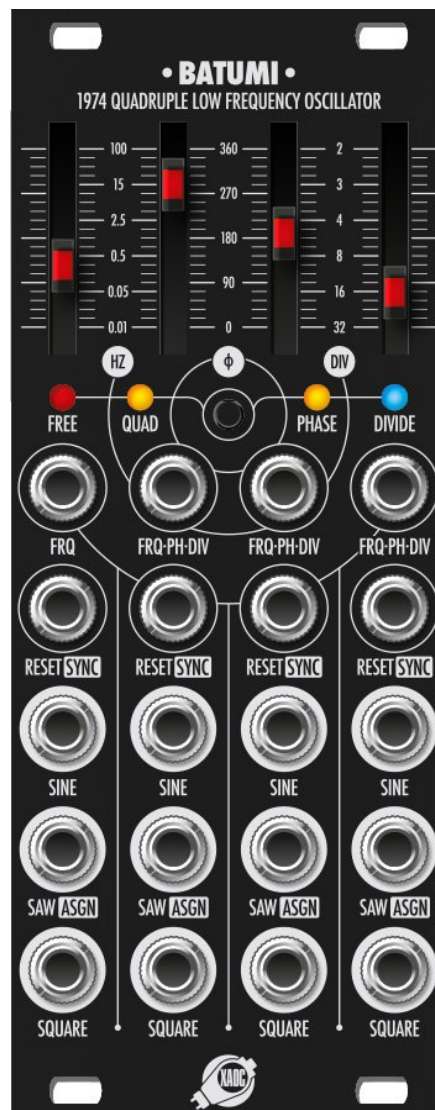 • BATUMI •
1974 QUADRUPLE LOW FREQUENCY OSCILLATOR
100 360 2
15 270 3
2.5 180 4
0.5 90 8
0.05 0 16
0.01 32
HZ Φ DIV
FREE QUAD PHASE DIVIDE
FRQ FRQ·PH·DIV FRQ·PH·DIV FRQ·PH·DIV
RESET SYNC RESET SYNC RESET SYNC RESET SYNC
SINE SINE SINE SINE
SAW ASGN SAW ASGN SAW ASGN SAW ASGN
SQUARE SQUARE SQUARE SQUARE
XAOC